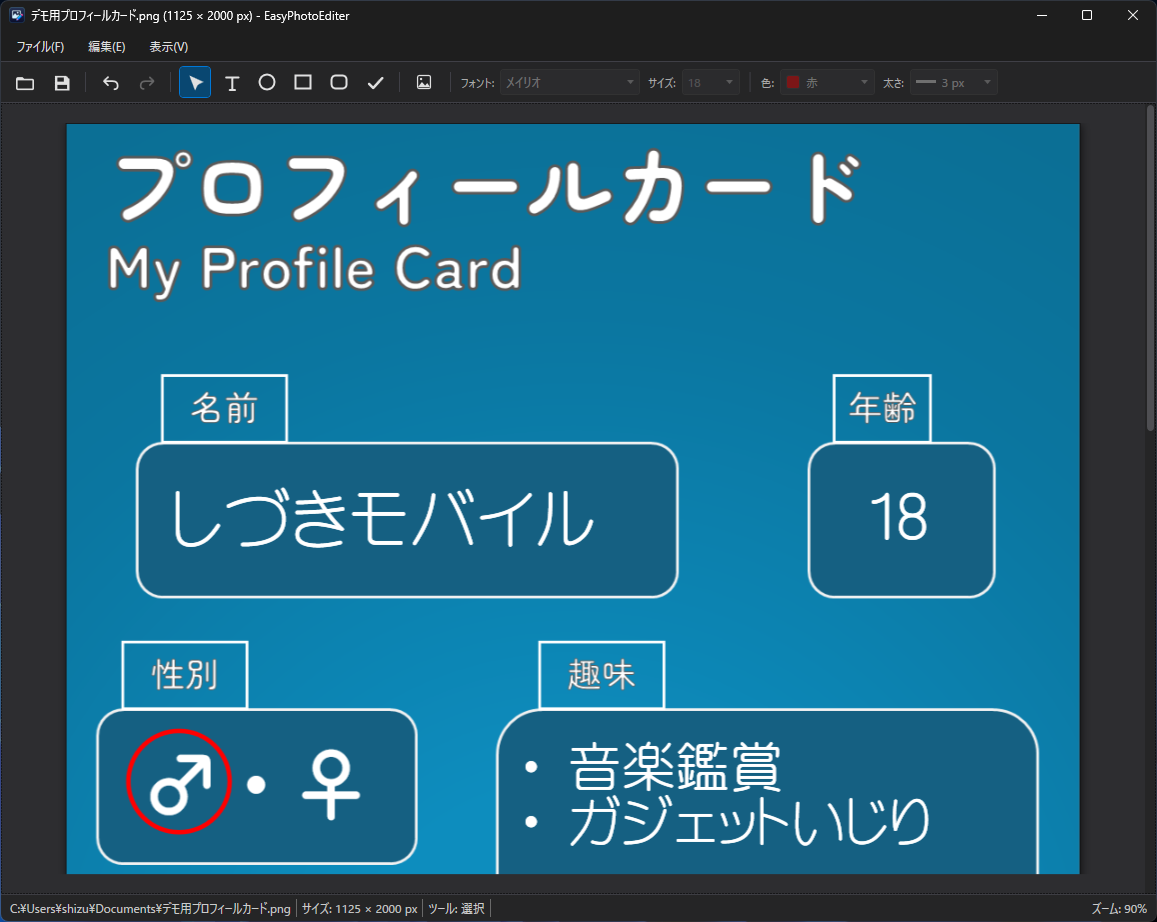 デモ用プロフィールカード.png (1125 × 2000 px) - EasyPhotoEditer
ファイル(F) 編集(E) 表示(V)
T フォント: メイリオ サイズ: 18 色: 赤 太さ: 3 px
プロフィールカード
My Profile Card
名前
年齢
しづきモバイル
18
性別
趣味
♂・♀
• 音楽鑑賞
• ガジェットいじり
C:¥Users¥shizu¥Documents¥デモ用プロフィールカード.png サイズ: 1125 × 2000 px ツール: 選択 ズーム: 90%